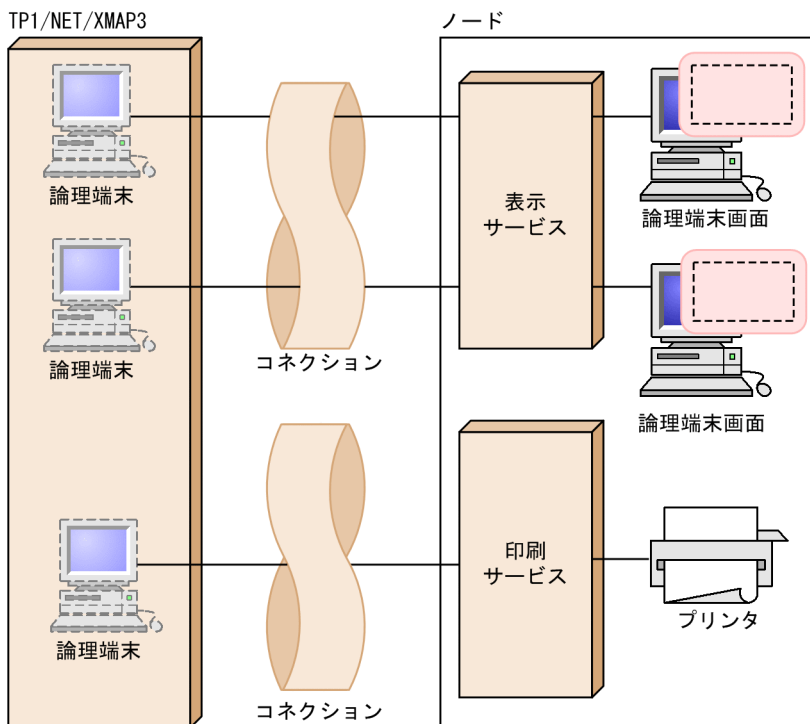 TP1/NET/XMAP3
ノード
論理端末
表示
サービス
論理端末画面
論理端末
コネクション
論理端末画面
印刷
サービス
論理端末
プリンタ
コネクション